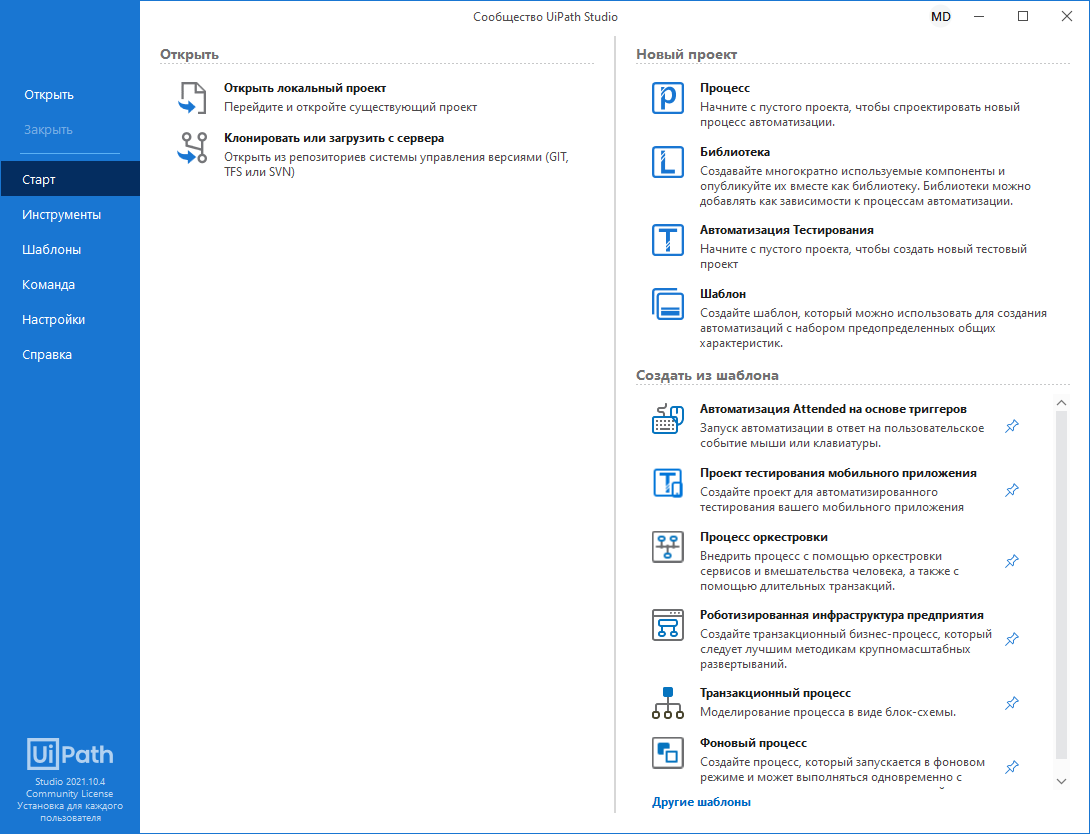 Сообщество UiPath Studio
MD
Открыть
Закрыть
Старт
Инструменты
Шаблоны
Команда
Настройки
Справка
UiPath
Studio 2021.10.4
Community License
Установка для каждого
пользователя
Открыть
Открыть локальный проект
Перейдите и откройте существующий проект
Клонировать или загрузить с сервера
Открыть из репозиториев системы управления версиями (GIT,
TFS или SVN)
Новый проект
Процесс
Начните с пустого проекта, чтобы спроектировать новый
процесс автоматизации.
Библиотека
Создавайте многократно используемые компоненты и
опубликуйте их вместе как библиотеку. Библиотеки можно
добавлять как зависимости к процессам автоматизации.
Автоматизация Тестирования
Начните с пустого проекта, чтобы создать новый тестовый
проект
Шаблон
Создайте шаблон, который можно использовать для создания
автоматизаций с набором предопределенных общих
характеристик.
Создать из шаблона
Автоматизация Attended на основе триггеров
Запуск автоматизации в ответ на пользовательское
событие мыши или клавиатуры.
Проект тестирования мобильного приложения
Создайте проект для автоматизированного
тестирования вашего мобильного приложения
Процесс оркестровки
Внедрить процесс с помощью оркестровки
сервисов и вмешательства человека, а также с
помощью длительных транзакций.
Роботизированная инфраструктура предприятия
Создайте транзакционный бизнес-процесс, который
следует лучшим методикам крупномасштабных
развертываний.
Транзакционный процесс
Моделирование процесса в виде блок-схемы.
Фоновый процесс
Создайте процесс, который запускается в фоновом
режиме и может выполняться одновременно с
Другие шаблоны